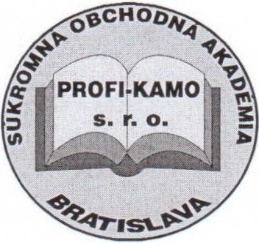 SUKROMNA OBCHODNA AKADEMIA
PROFI-KAMO
s. r. o.
BRATISLAVA